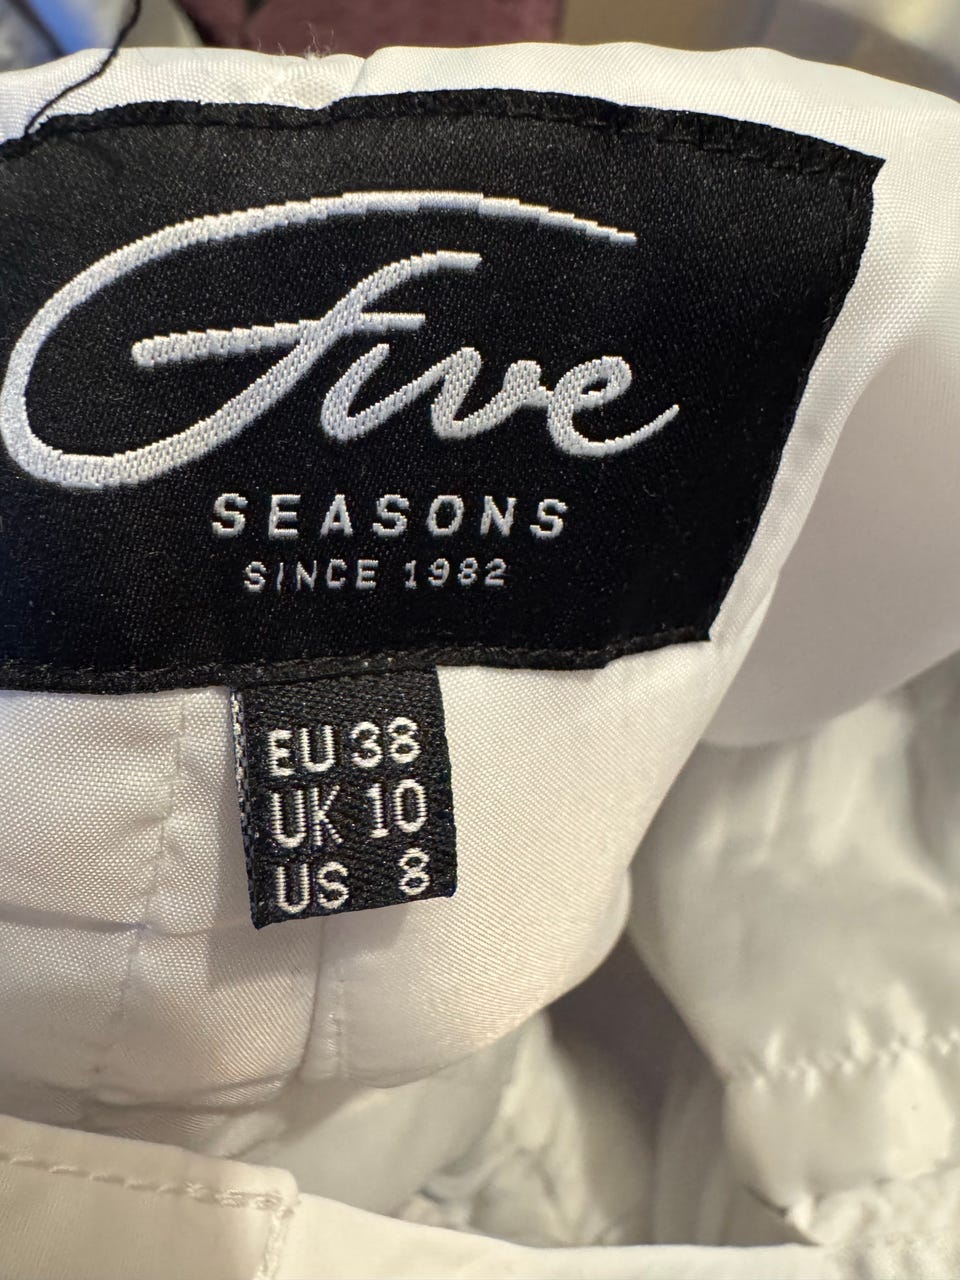 Five
SEASONS
SINCE 1982
EU 38
UK 10
US 8